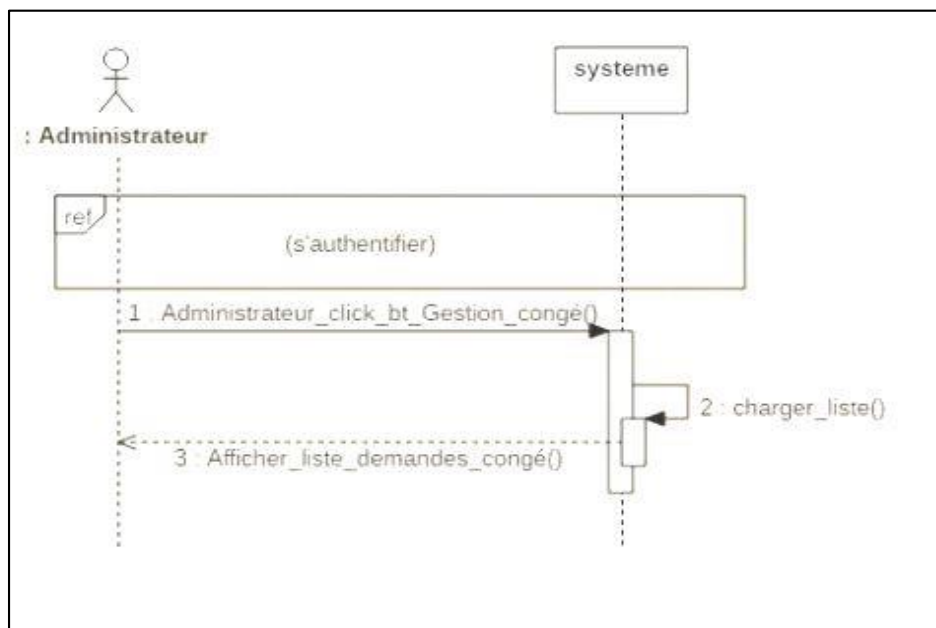 systeme
: Administrateur
ref
(s'authentifier)
1 : Administrateur_click_bt_Gestion_congé()
2 : charger_liste()
3 : Afficher_liste_demandes_congé()